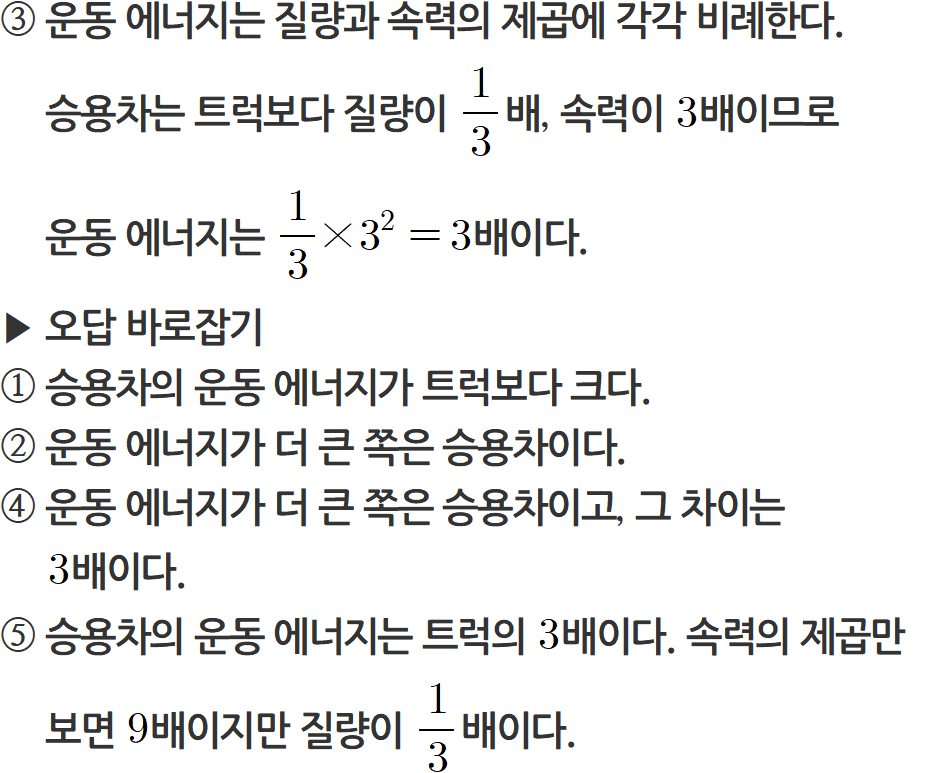 ③ 운동 에너지는 질량과 속력의 제곱에 각각 비례한다.
승용차는 트럭보다 질량이 1/3배, 속력이 3배이므로
운동 에너지는 1/3×3² = 3배이다.
▶ 오답 바로잡기
① 승용차의 운동 에너지가 트럭보다 크다.
② 운동 에너지가 더 큰 쪽은 승용차이다.
④ 운동 에너지가 더 큰 쪽은 승용차이고, 그 차이는
3배이다.
⑤ 승용차의 운동 에너지는 트럭의 3배이다. 속력의 제곱만
보면 9배이지만 질량이 1/3배이다.